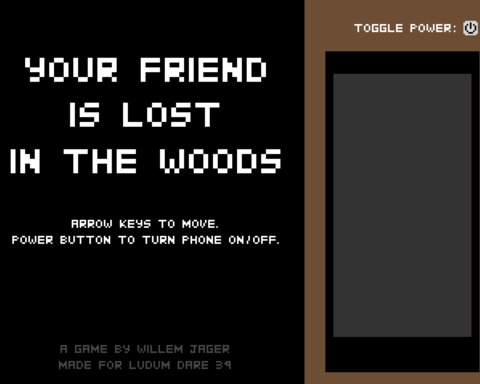 TOGGLE POWER:
YOUR FRIEND
IS LOST
IN THE WOODS
ARROW KEYS TO MOVE.
POWER BUTTON TO TURN PHONE ON/OFF.
A GAME BY WILLEM JAGER
MADE FOR LUDUM DARE 39